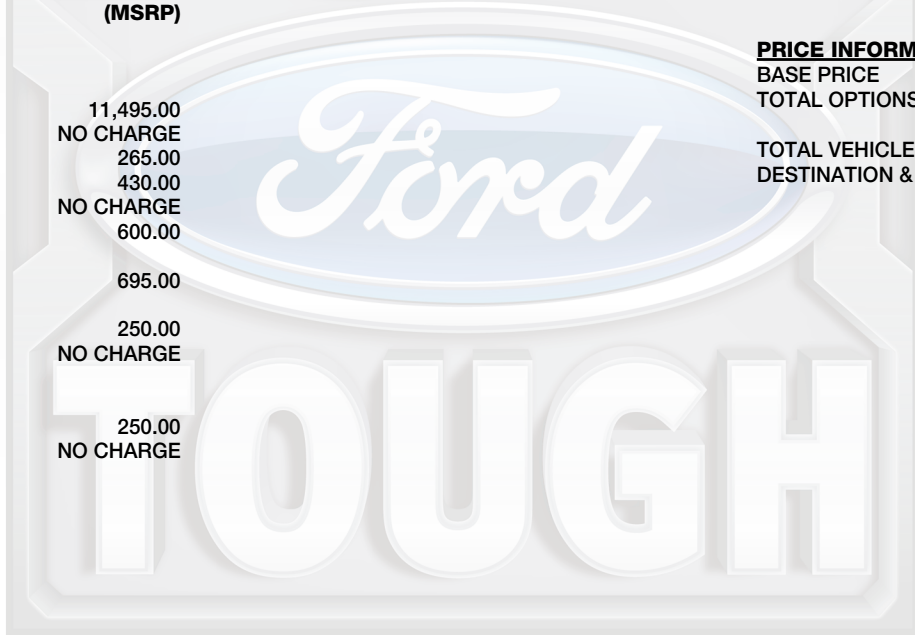 (MSRP)
11,495.00
NO CHARGE
265.00
430.00
NO CHARGE
600.00
695.00
250.00
NO CHARGE
250.00
NO CHARGE
PRICE INFORM
BASE PRICE
TOTAL OPTIONS
TOTAL VEHICLE
DESTINATION &
Ford
TOUGH